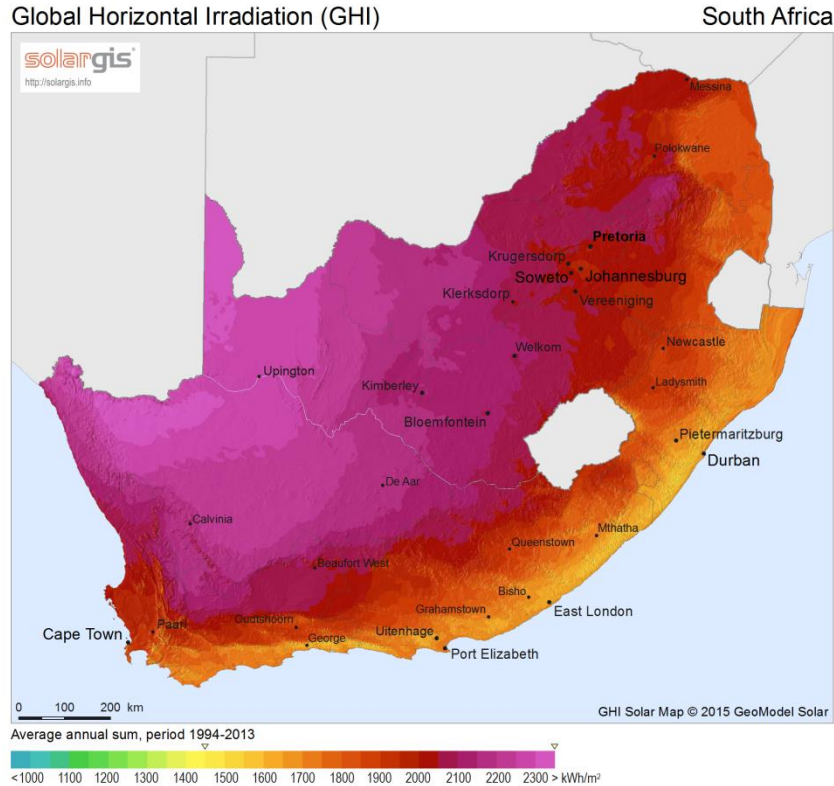 Global Horizontal Irradiation (GHI) South Africa
solargis
http://solargis.info
Messina
Polokwane
Pretoria
Krugersdorp
Soweto Johannesburg
Klerksdorp Vereeniging
Welkom Newcastle
Upington
Kimberley Ladysmith
Bloemfontein
Pietermaritzburg
Durban
De Aar
Calvinia
Mthatha
Queenstown
Beaufort West
Bisho
East London
Grahamstown
Paarl Oudtshoorn
Cape Town George Uitenhage
Port Elizabeth
0 100 200 km
GHI Solar Map © 2015 GeoModel Solar
Average annual sum, period 1994-2013
<1000 1100 1200 1300 1400 1500 1600 1700 1800 1900 2000 2100 2200 2300 > kWh/m²